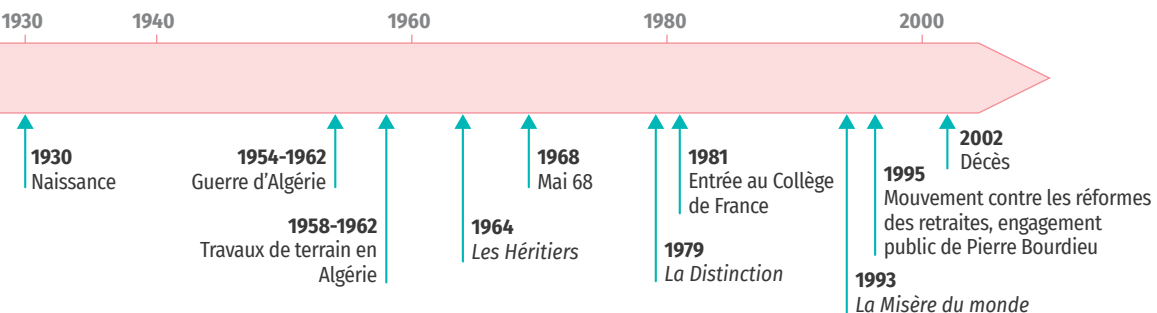 1930
1940
1960
1980
2000
1930
Naissance
1954-1962
Guerre d'Algérie
1958-1962
Travaux de terrain en
Algérie
1964
Les Héritiers
1968
Mai 68
1979
La Distinction
1981
Entrée au Collège
de France
1993
La Misère du monde
1995
Mouvement contre les réformes
des retraites, engagement
public de Pierre Bourdieu
2002
Décès